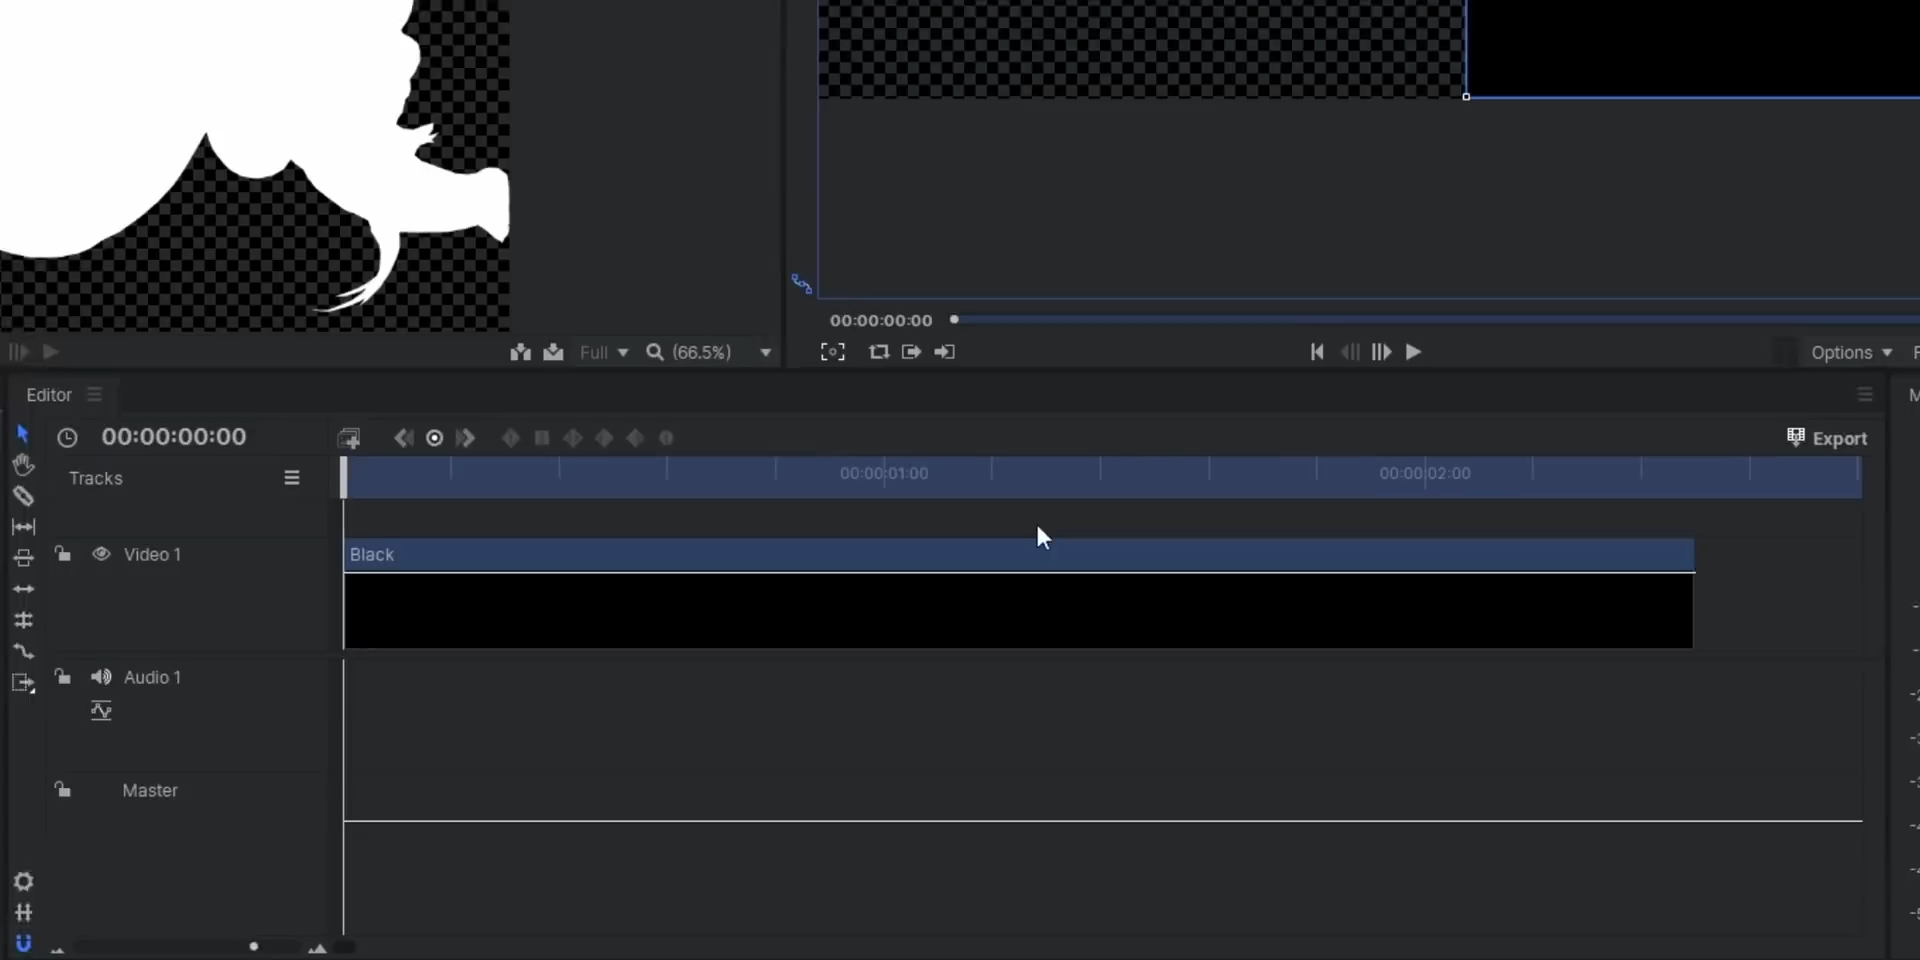 00:00:00:00
Full
(66.5%)
Options
Editor
00:00:00:00
Export
Tracks
00:00:01:00
00:00:02:00
Video 1
Black
Audio 1
Master